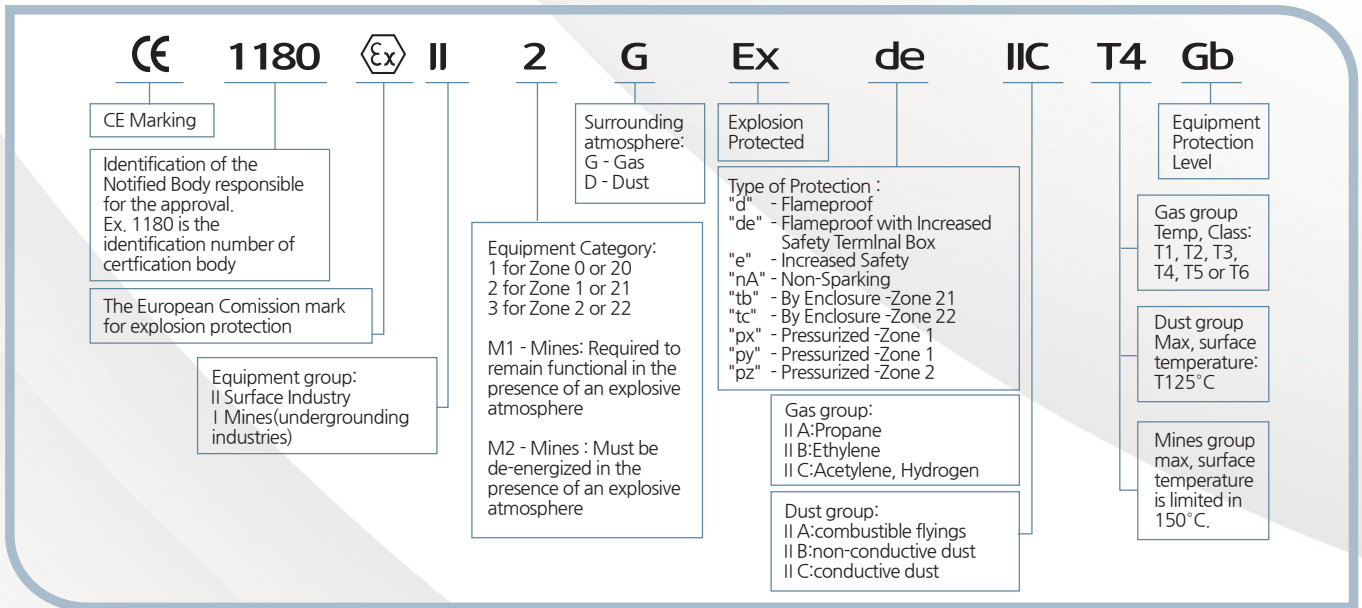 CE 1180 Ex II 2 G Ex de IIC T4 Gb
CE Marking
Identification of the
Notified Body responsible
for the approval.
Ex. 1180 is the
identification number of
certfication body
The European Comission mark
for explosion protection
Equipment group:
II Surface Industry
I Mines(undergrounding
industries)
Equipment Category:
1 for Zone 0 or 20
2 for Zone 1 or 21
3 for Zone 2 or 22
M1 - Mines: Required to
remain functional in the
presence of an explosive
atmosphere
M2 - Mines : Must be
de-energized in the
presence of an explosive
atmosphere
Surrounding
atmosphere:
G - Gas
D - Dust
Explosion
Protected
Type of Protection :
"d" - Flameproof
"de" - Flameproof with Increased
Safety Termlnal Box
"e" - Increased Safety
"nA" - Non-Sparking
"tb" - By Enclosure -Zone 21
"tc" - By Enclosure -Zone 22
"px" - Pressurized -Zone 1
"py" - Pressurized -Zone 1
"pz" - Pressurized -Zone 2
Gas group:
II A:Propane
II B:Ethylene
II C:Acetylene, Hydrogen
Dust group:
II A:combustible flyings
II B:non-conductive dust
II C:conductive dust
Equipment
Protection
Level
Gas group
Temp, Class:
T1, T2, T3,
T4, T5 or T6
Dust group
Max, surface
temperature:
T125°C
Mines group
max, surface
temperature
is limited in
150°C.